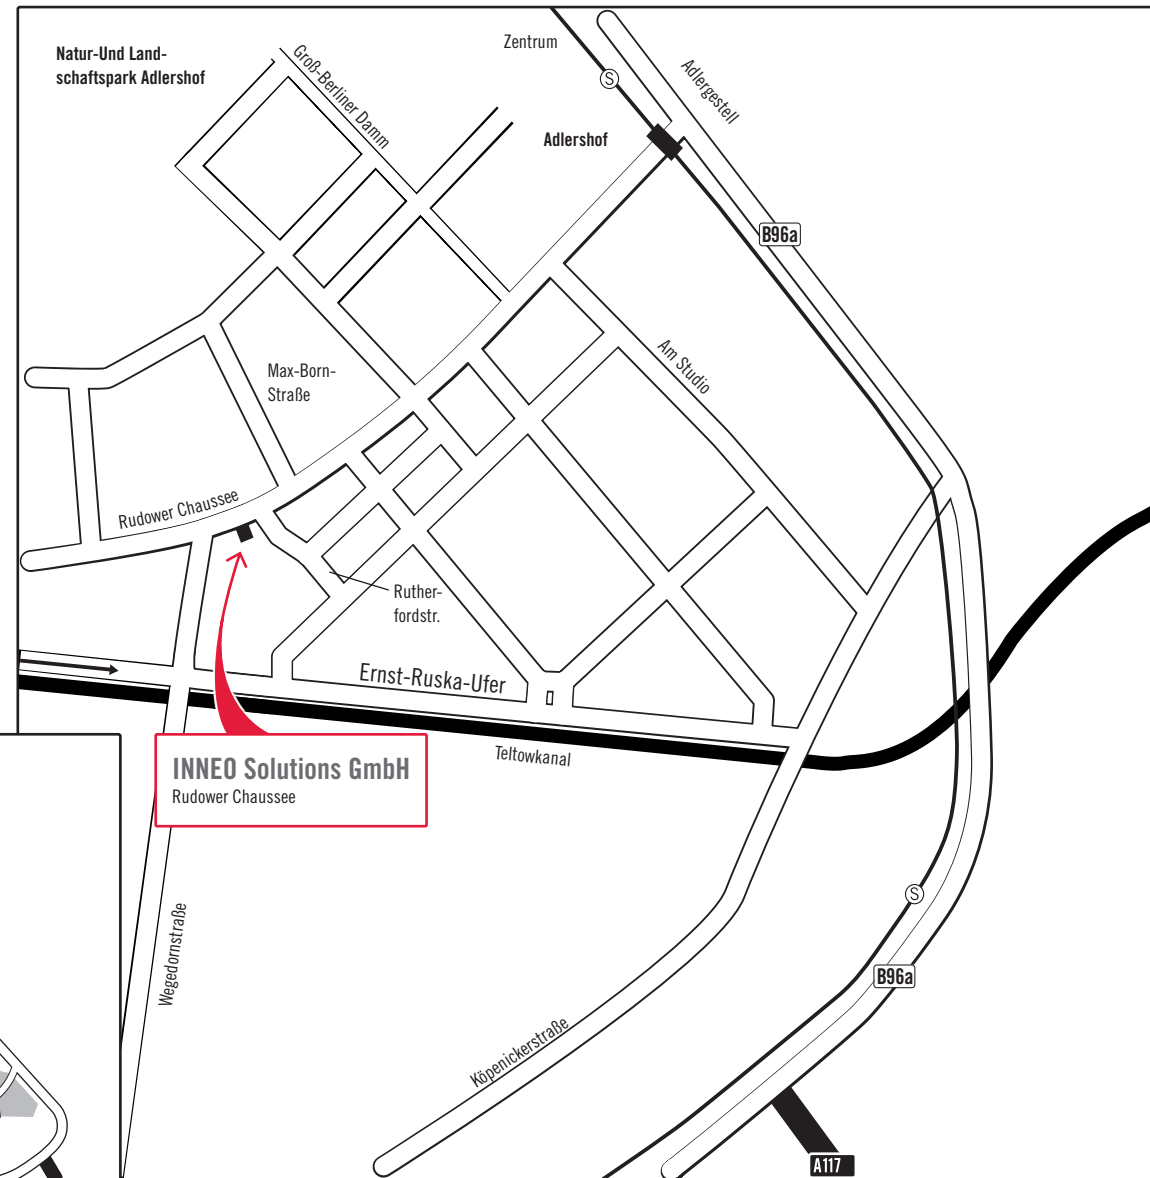 Natur-Und Land-
schaftspark Adlershof
Groß-Berliner Damm
Zentrum
S
Adlergestell
Adlershof
B96a
Am Studio
Max-Born-
Straße
Rudower Chaussee
Ruther-
fordstr.
Ernst-Ruska-Ufer
Teltowkanal
INNEO Solutions GmbH
Rudower Chaussee
Wegedornstraße
S
B96a
Köpenickerstraße
A117